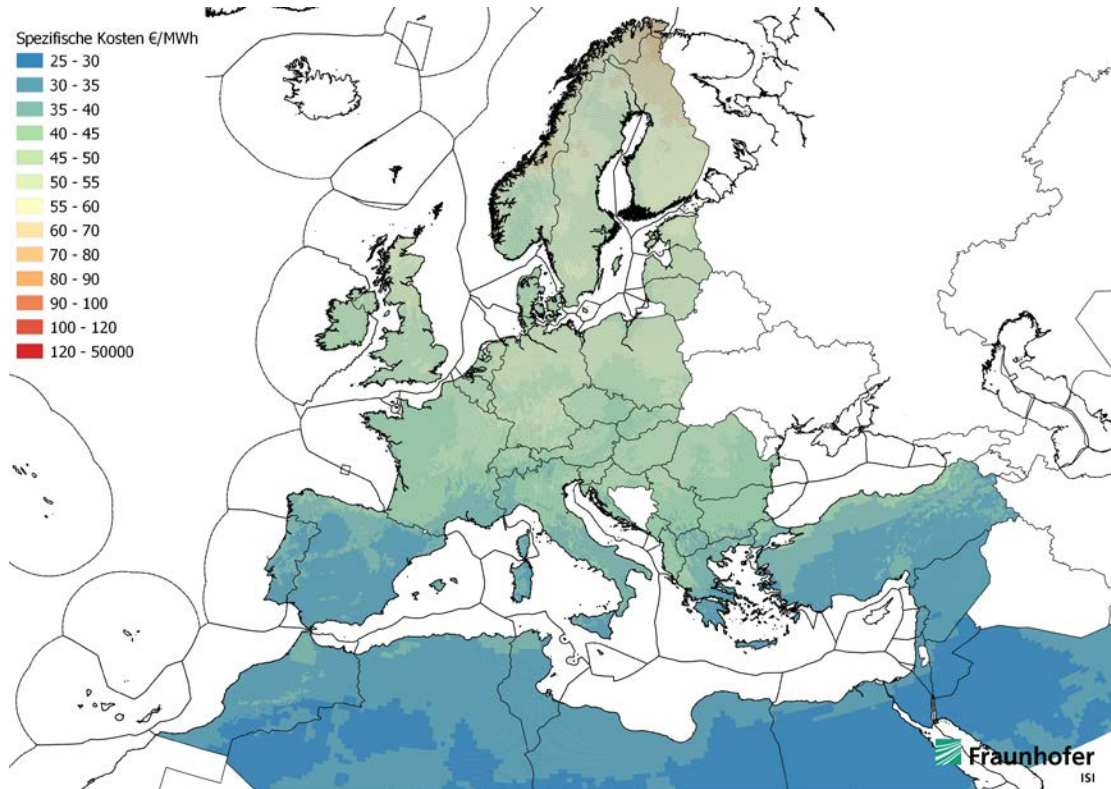 Spezifische Kosten €/MWh
25 - 30
30 - 35
35 - 40
40 - 45
45 - 50
50 - 55
55 - 60
60 - 70
70 - 80
80 - 90
90 - 100
100 - 120
120 - 50000
Fraunhofer
ISI